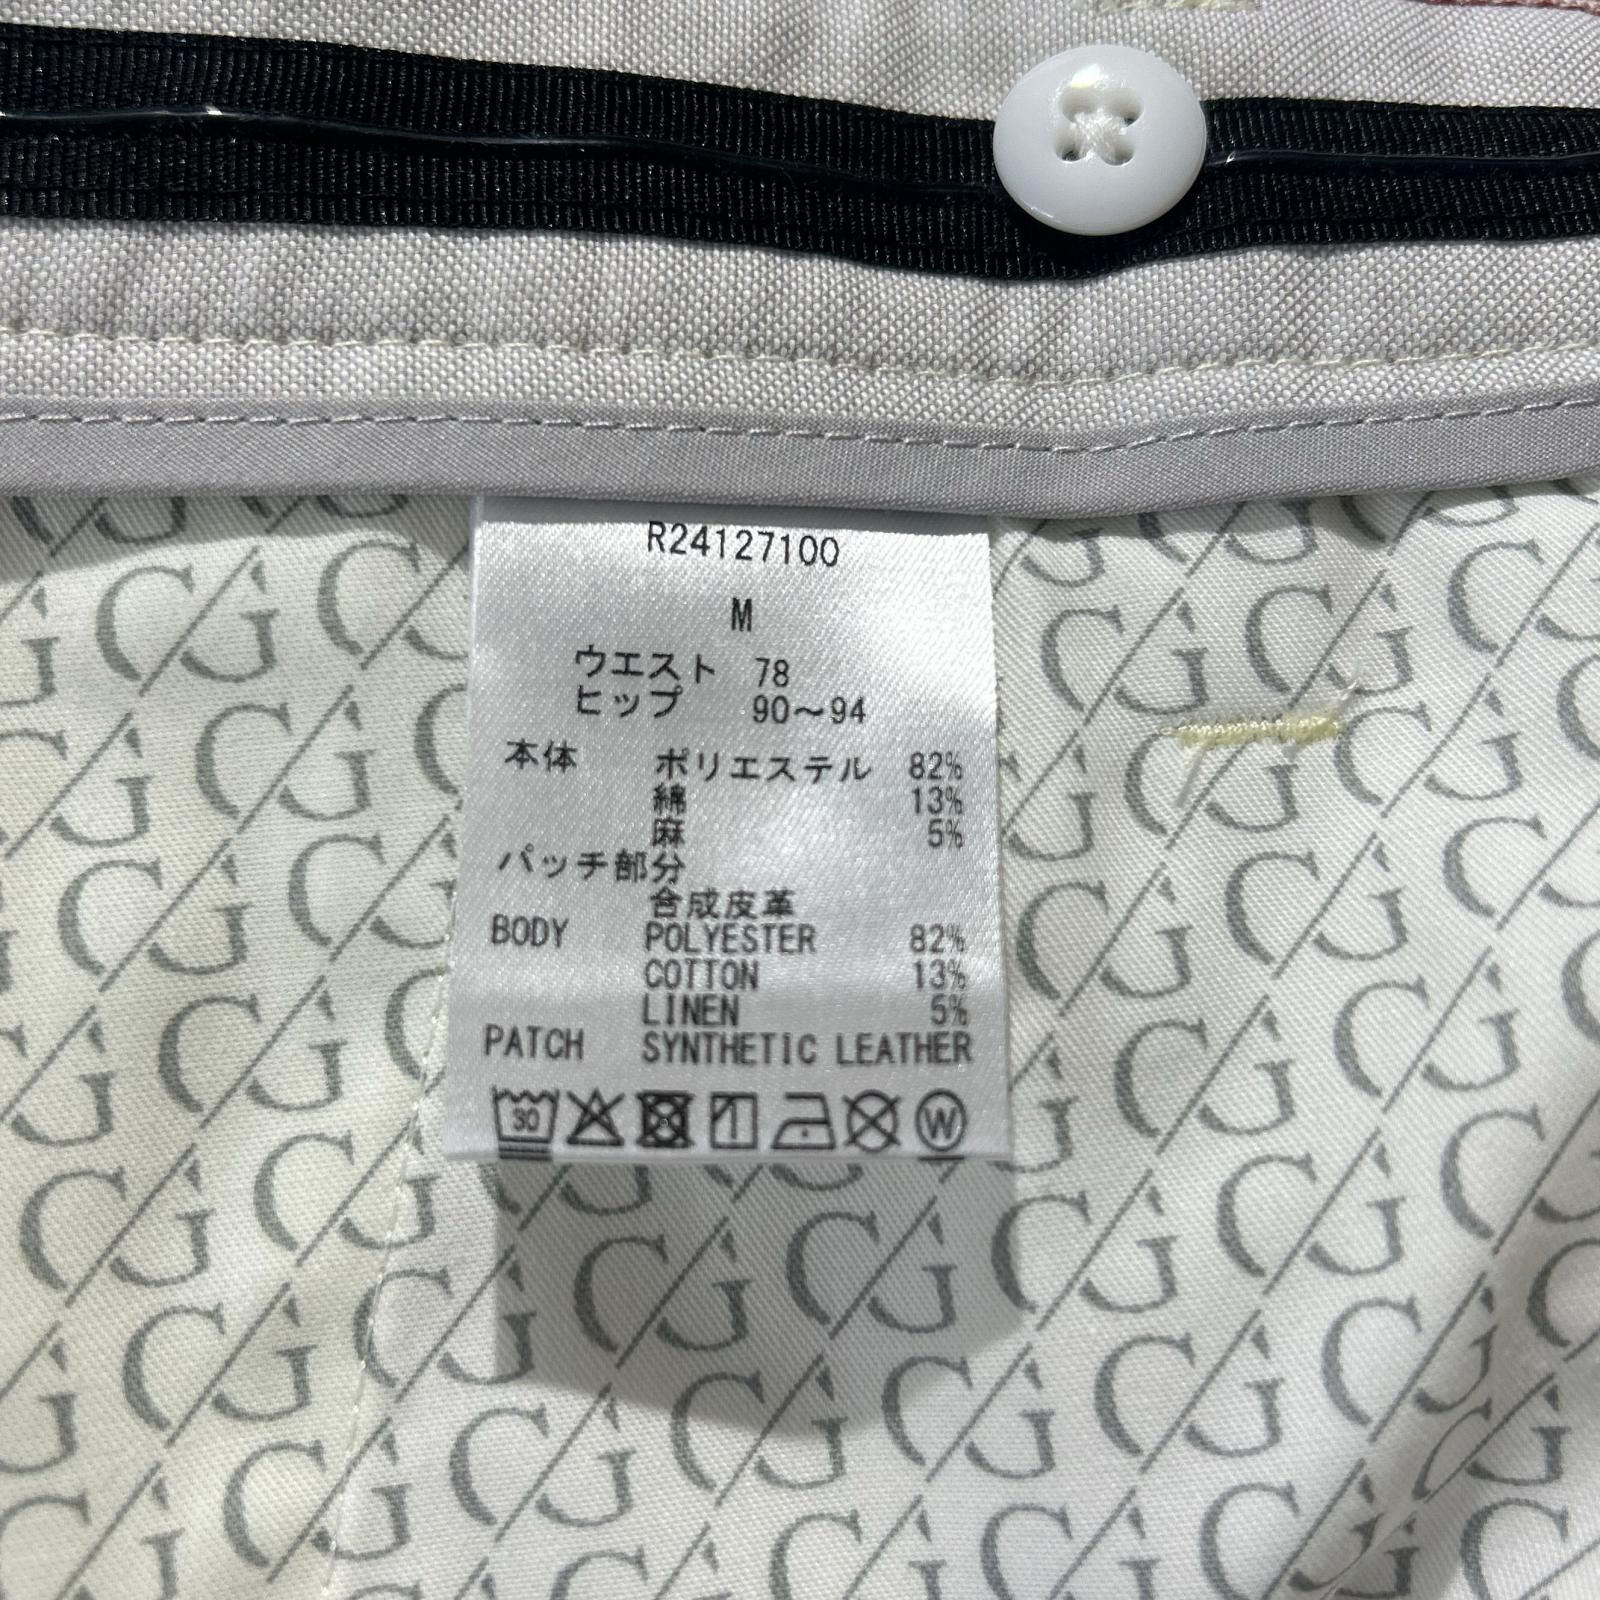 R24127100
M
ウエスト 78
ヒップ 90～94
本体 ポリエステル 82%
綿 13%
麻 5%
パッチ部分
合成皮革
BODY POLYESTER 82%
COTTON 13%
LINEN 5%
PATCH SYNTHETIC LEATHER
30 W